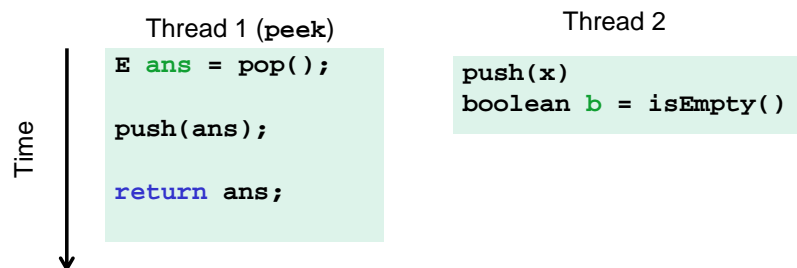 Thread 1 (peek)
E ans = pop();
push(ans);
return ans;
Thread 2
push(x)
boolean b = isEmpty()
Time